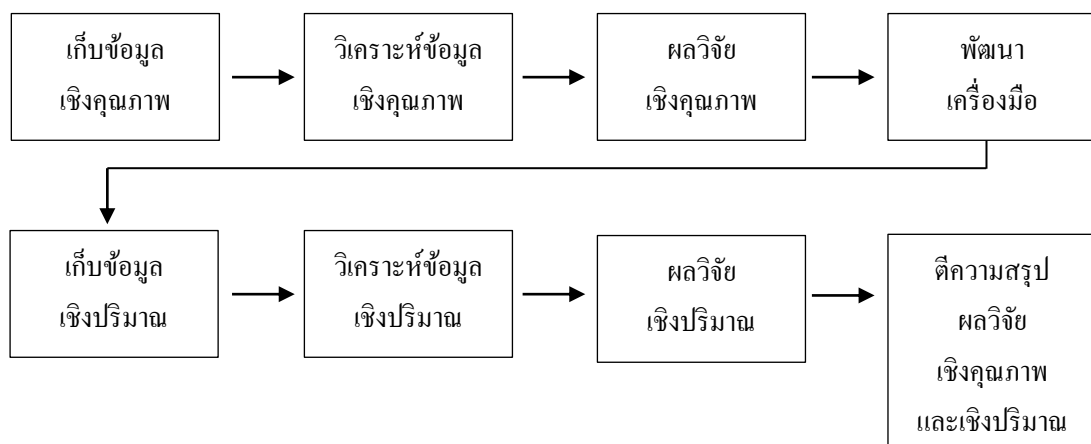 เก็บข้อมูล
เชิงคุณภาพ
วิเคราะห์ข้อมูล
เชิงคุณภาพ
ผลวิจัย
เชิงคุณภาพ
พัฒนา
เครื่องมือ
เก็บข้อมูล
เชิงปริมาณ
วิเคราะห์ข้อมูล
เชิงปริมาณ
ผลวิจัย
เชิงปริมาณ
ตีความสรุป
ผลวิจัย
เชิงคุณภาพ
และเชิงปริมาณ